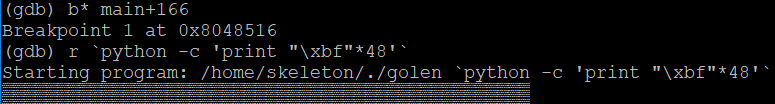 (gdb) b* main+166
Breakpoint 1 at 0x8048516
(gdb) r `python -c 'print "\xbf"*48'`
Starting program: /home/skeleton/./golen `python -c 'print "\xbf"*48'`